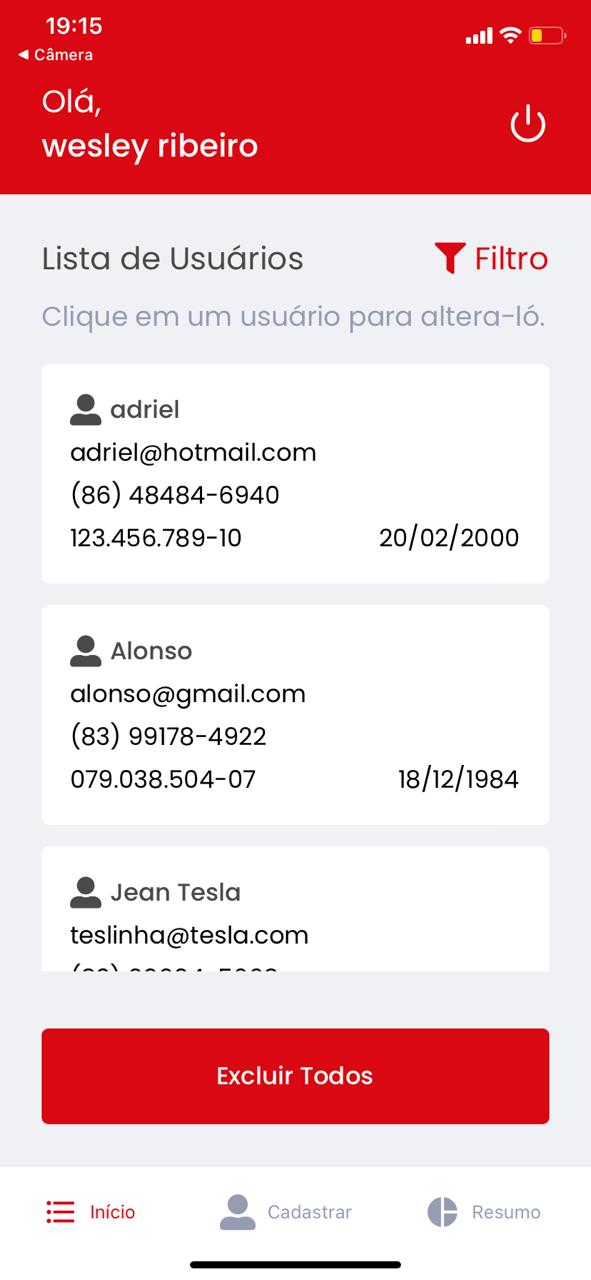 19:15
◀ Câmera
Olá,
wesley ribeiro
Lista de Usuários
Filtro
Clique em um usuário para altera-ló.
adriel
adriel@hotmail.com
(86) 48484-6940
123.456.789-10 20/02/2000
Alonso
alonso@gmail.com
(83) 99178-4922
079.038.504-07 18/12/1984
Jean Tesla
teslinha@tesla.com
Excluir Todos
Início Cadastrar Resumo